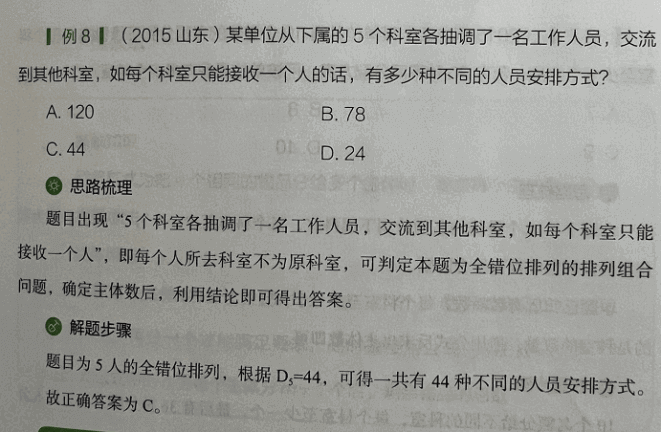 例8 （2015山东）某单位从下属的5个科室各抽调了一名工作人员，交流
到其他科室，如每个科室只能接收一个人的话，有多少种不同的人员安排方式？
A. 120 B. 78
C. 44 D. 24
思路梳理
题目出现“5个科室各抽调了一名工作人员，交流到其他科室，如每个科室只能
接收一个人”，即每个人所去科室不为原科室，可判定本题为全错位排列的排列组合
问题，确定主体数后，利用结论即可得出答案。
解题步骤
题目为5人的全错位排列，根据D₅=44，可得一共有44种不同的人员安排方式。
故正确答案为C。